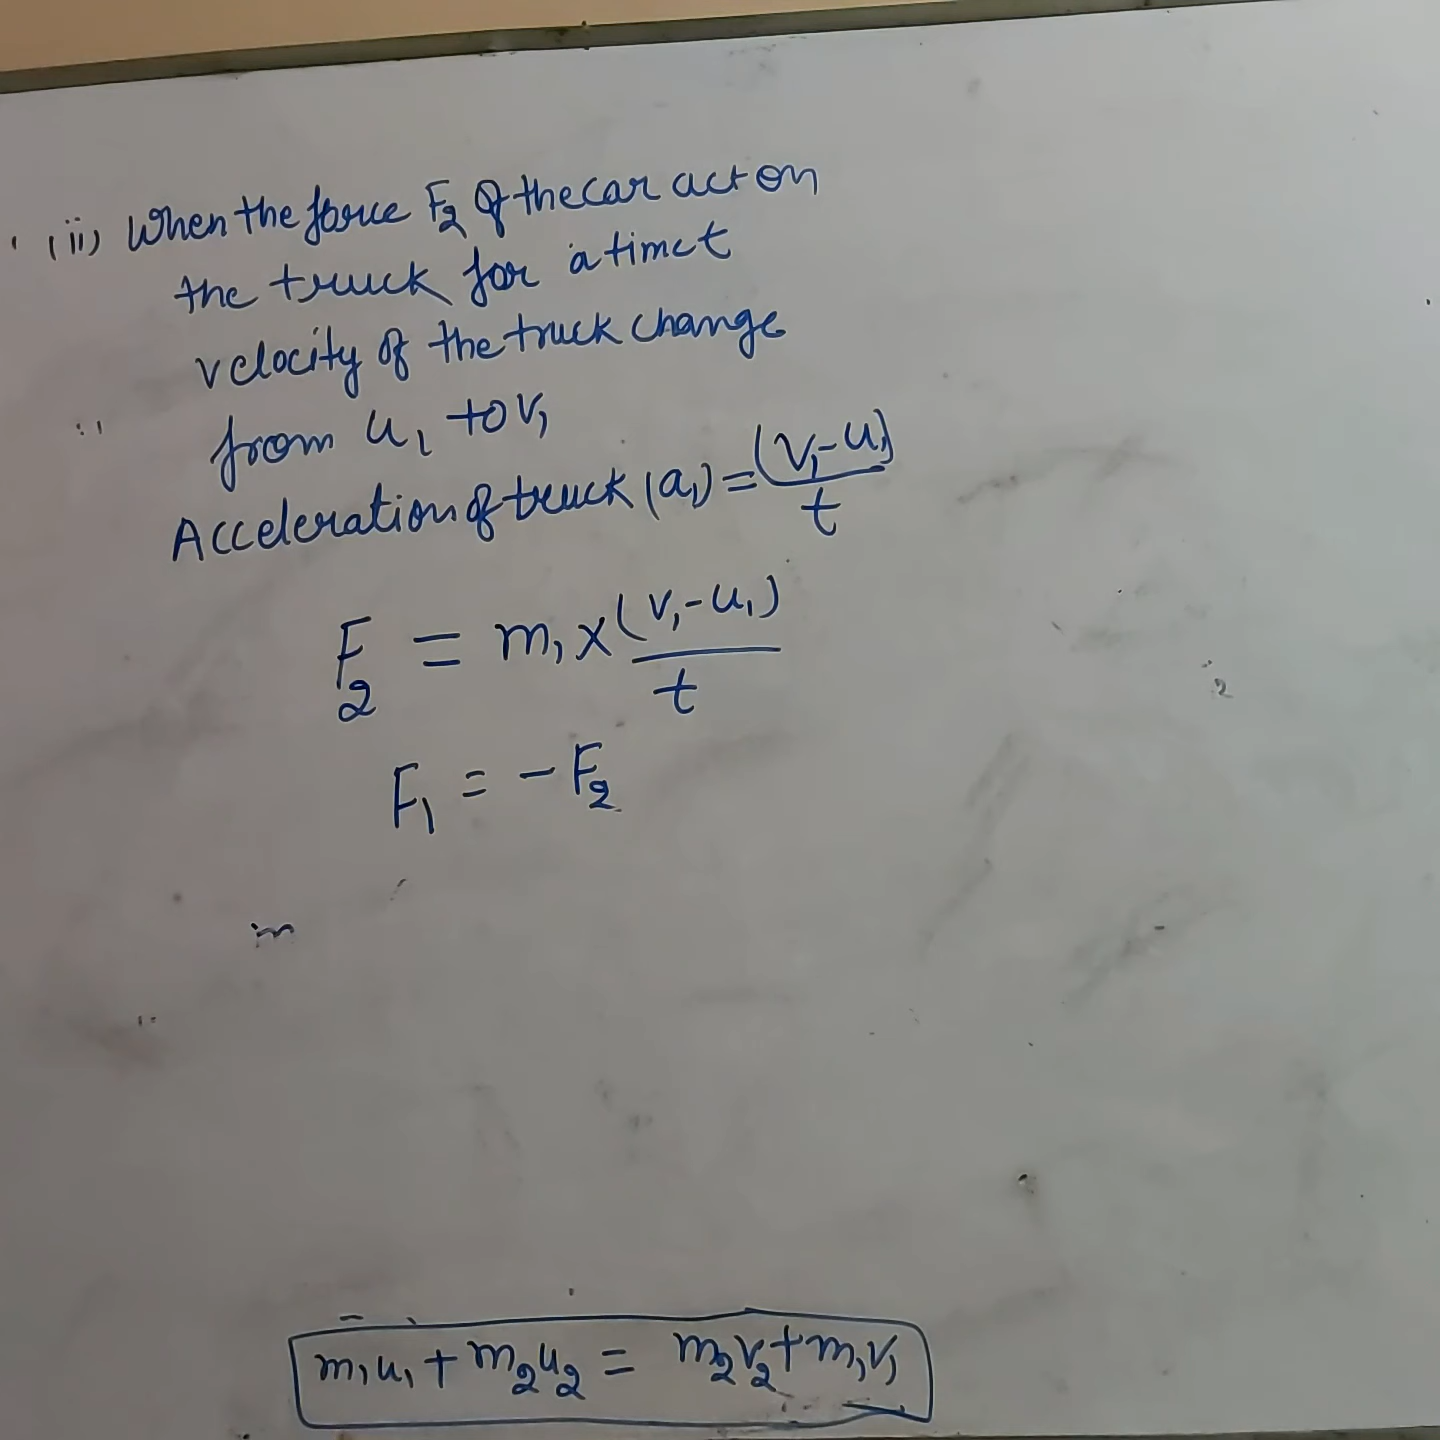 (ii) When the force F₂ of the car act on
the truck for a time t
velocity of the truck change
from u₁ to v₁
Acceleration of truck (a₁) = (v₁-u₁)/t
F₂ = m₁ x (v₁-u₁)/t
F₁ = -F₂
m₁u₁ + m₂u₂ = m₂v₂ + m₁v₁